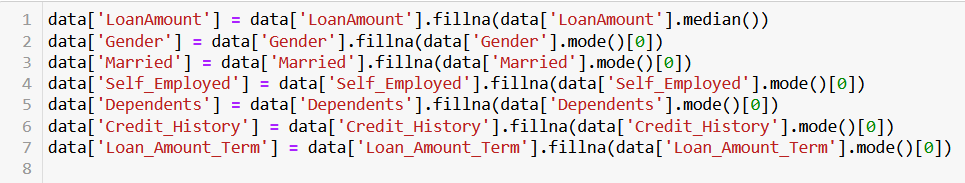 1 data['LoanAmount'] = data['LoanAmount'].fillna(data['LoanAmount'].median())
2 data['Gender'] = data['Gender'].fillna(data['Gender'].mode()[0])
3 data['Married'] = data['Married'].fillna(data['Married'].mode()[0])
4 data['Self_Employed'] = data['Self_Employed'].fillna(data['Self_Employed'].mode()[0])
5 data['Dependents'] = data['Dependents'].fillna(data['Dependents'].mode()[0])
6 data['Credit_History'] = data['Credit_History'].fillna(data['Credit_History'].mode()[0])
7 data['Loan_Amount_Term'] = data['Loan_Amount_Term'].fillna(data['Loan_Amount_Term'].mode()[0])
8